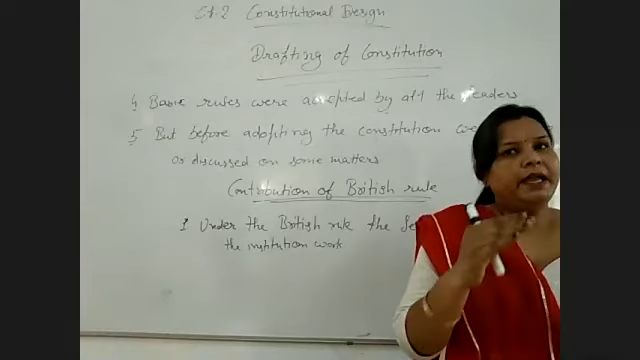 Ch.2 Constitutional Design
Drafting of Constitution
4 Basic rules were accepted by all the leaders
5 But before adopting the constitution
or discussed on some matters
Contribution of British rule
1 Under the British rule the
the institution work